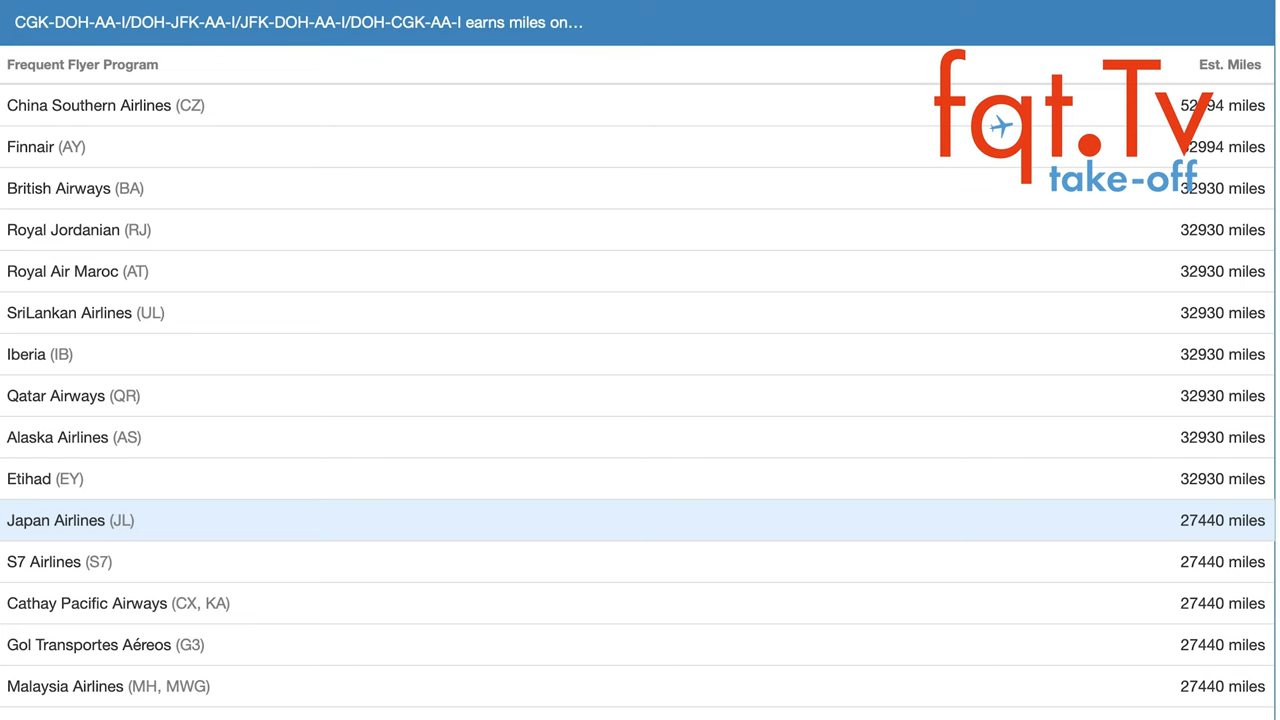 CGK-DOH-AA-I/DOH-JFK-AA-I/JFK-DOH-AA-I/DOH-CGK-AA-I earns miles on…
Frequent Flyer Program Est. Miles
fqt.Tv
take-off
China Southern Airlines (CZ) miles
Finnair (AY) miles
British Airways (BA) 32930 miles
Royal Jordanian (RJ) 32930 miles
Royal Air Maroc (AT) 32930 miles
SriLankan Airlines (UL) 32930 miles
Iberia (IB) 32930 miles
Qatar Airways (QR) 32930 miles
Alaska Airlines (AS) 32930 miles
Etihad (EY) 32930 miles
Japan Airlines (JL) 27440 miles
S7 Airlines (S7) 27440 miles
Cathay Pacific Airways (CX, KA) 27440 miles
Gol Transportes Aéreos (G3) 27440 miles
Malaysia Airlines (MH, MWG) 27440 miles